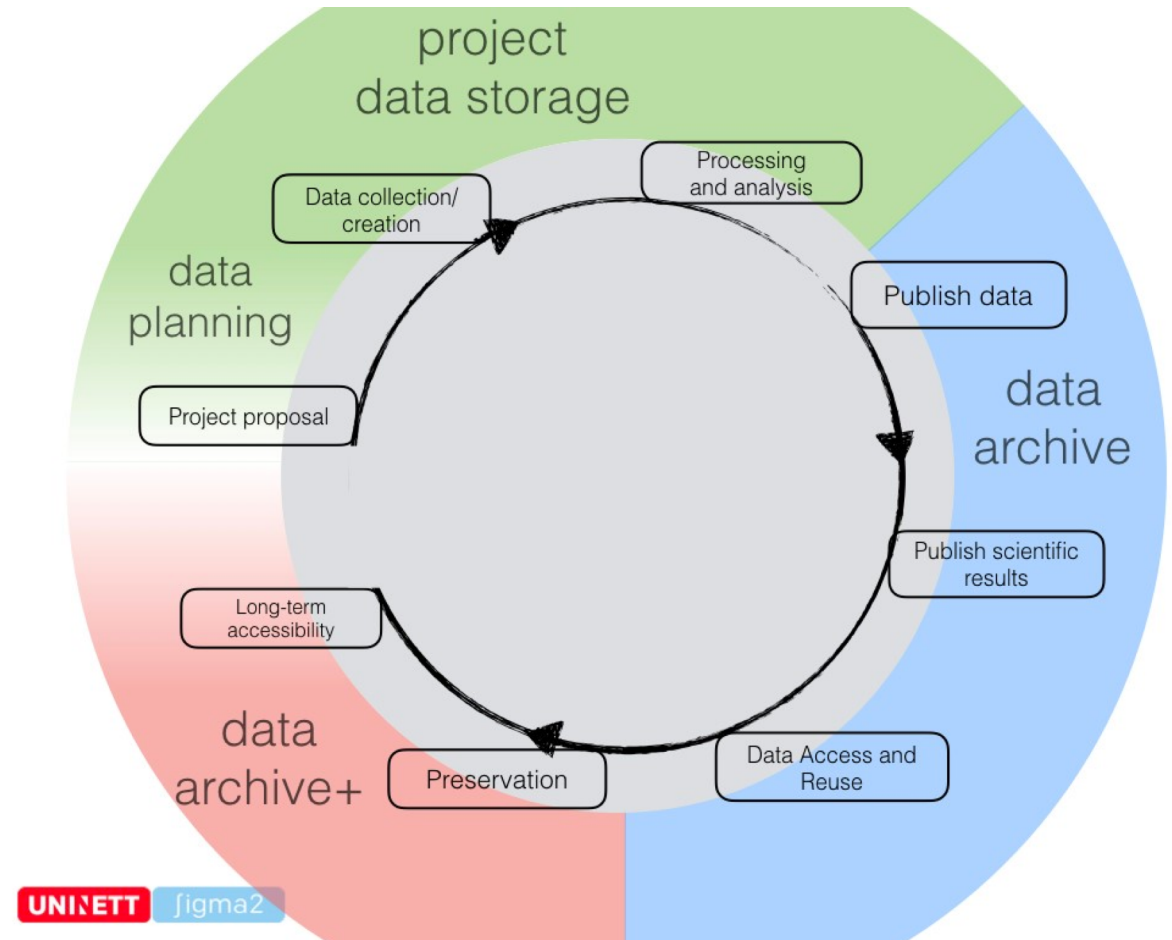 project
data storage
Processing
and analysis
Data collection/
creation
data
planning
Publish data
Project proposal
data
archive
Publish scientific
results
Long-term
accessibility
data
archive+
Preservation
Data Access and
Reuse
UNINETT ∫igma2